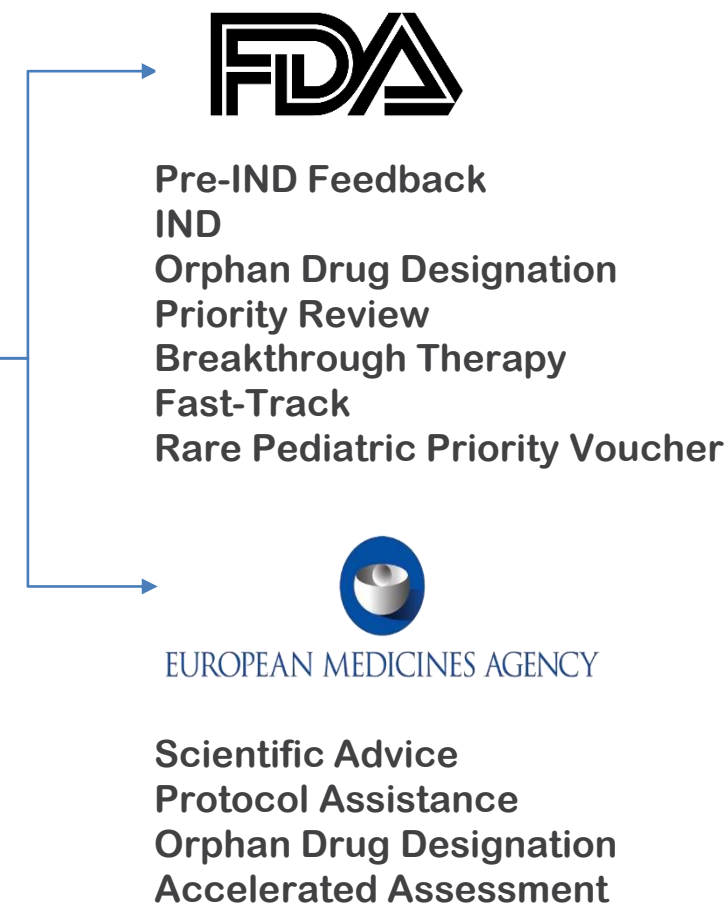 FDA
Pre-IND Feedback
IND
Orphan Drug Designation
Priority Review
Breakthrough Therapy
Fast-Track
Rare Pediatric Priority Voucher
EUROPEAN MEDICINES AGENCY
Scientific Advice
Protocol Assistance
Orphan Drug Designation
Accelerated Assessment